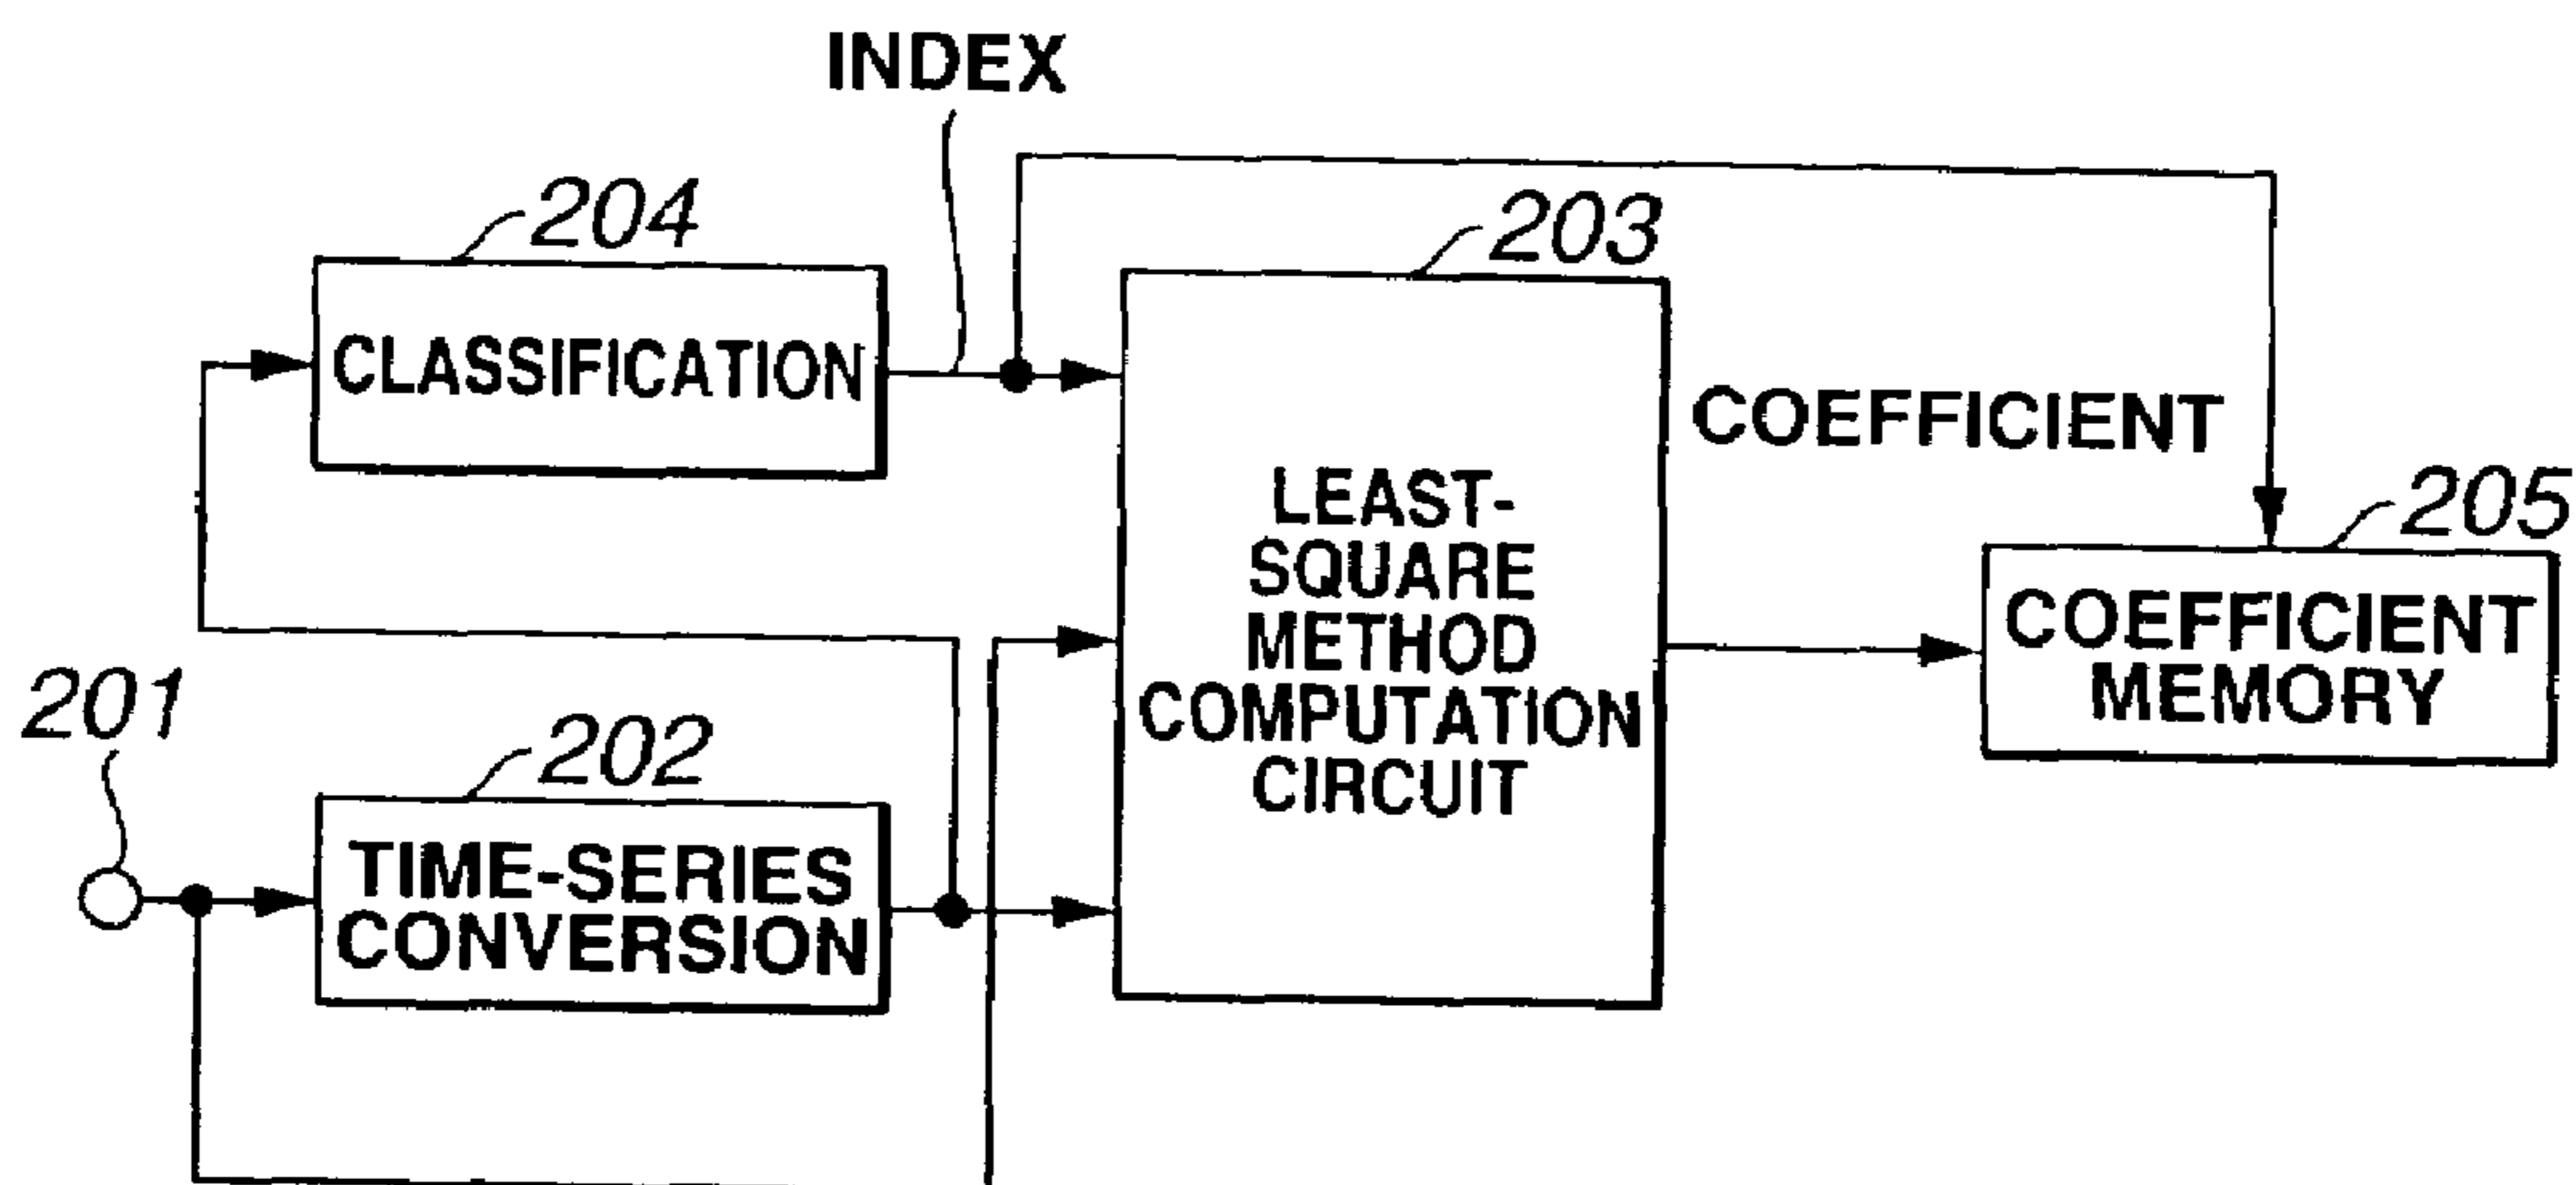 INDEX
204
203
CLASSIFICATION
COEFFICIENT
LEAST-
SQUARE
METHOD
COMPUTATION
CIRCUIT
205
COEFFICIENT
MEMORY
201
202
TIME-SERIES
CONVERSION